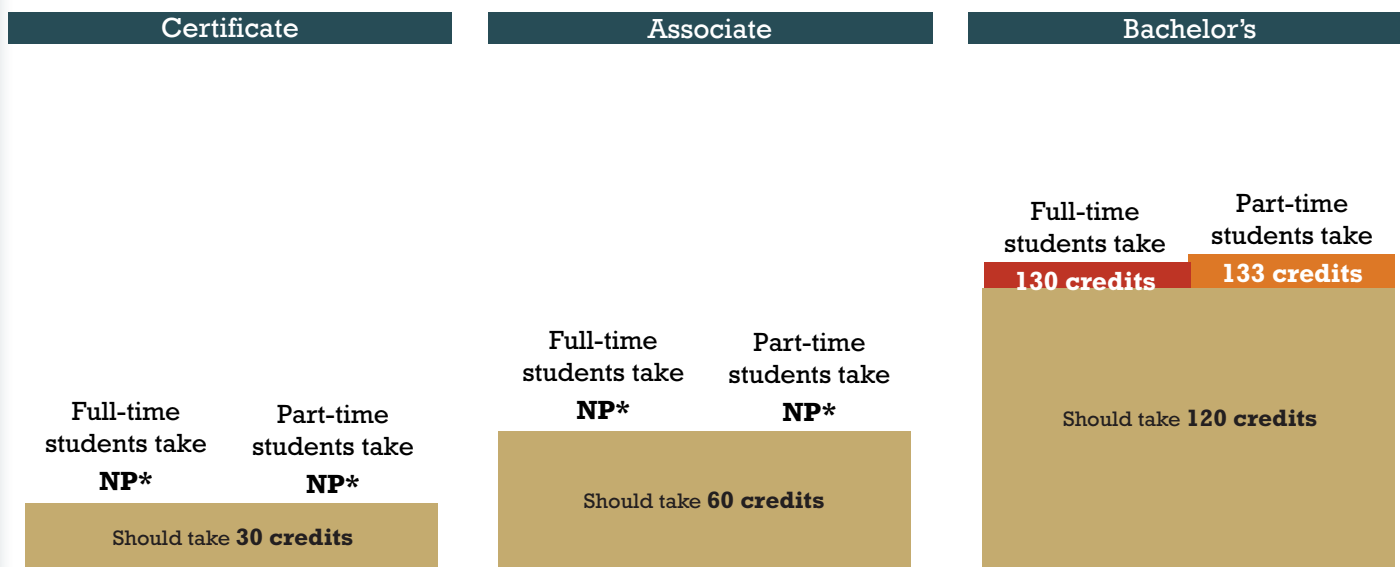 Certificate
Full-time
students take
NP*
Part-time
students take
NP*
Should take 30 credits
Associate
Full-time
students take
NP*
Part-time
students take
NP*
Should take 60 credits
Bachelor's
Full-time
students take
130 credits
Part-time
students take
133 credits
Should take 120 credits